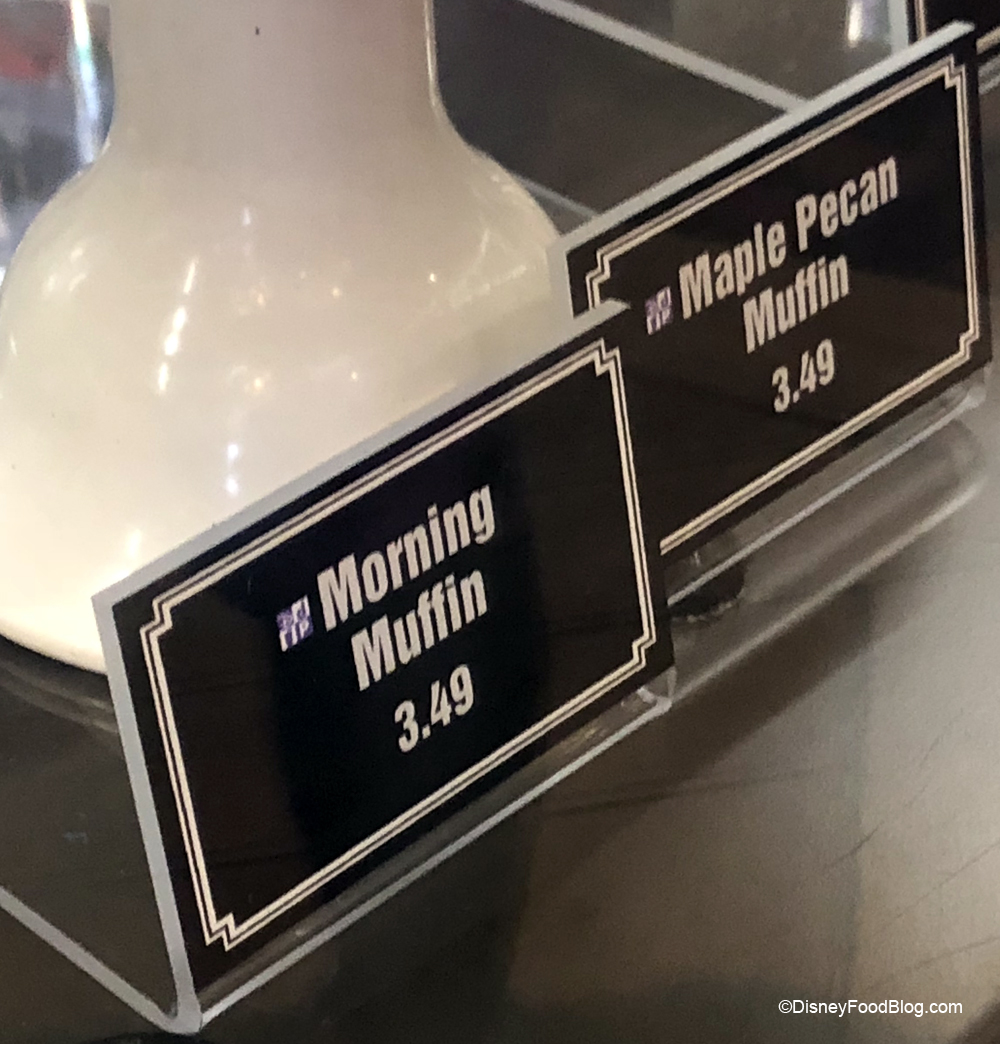 Maple Pecan
Muffin
3.49
Morning
Muffin
3.49
©DisneyFoodBlog.com